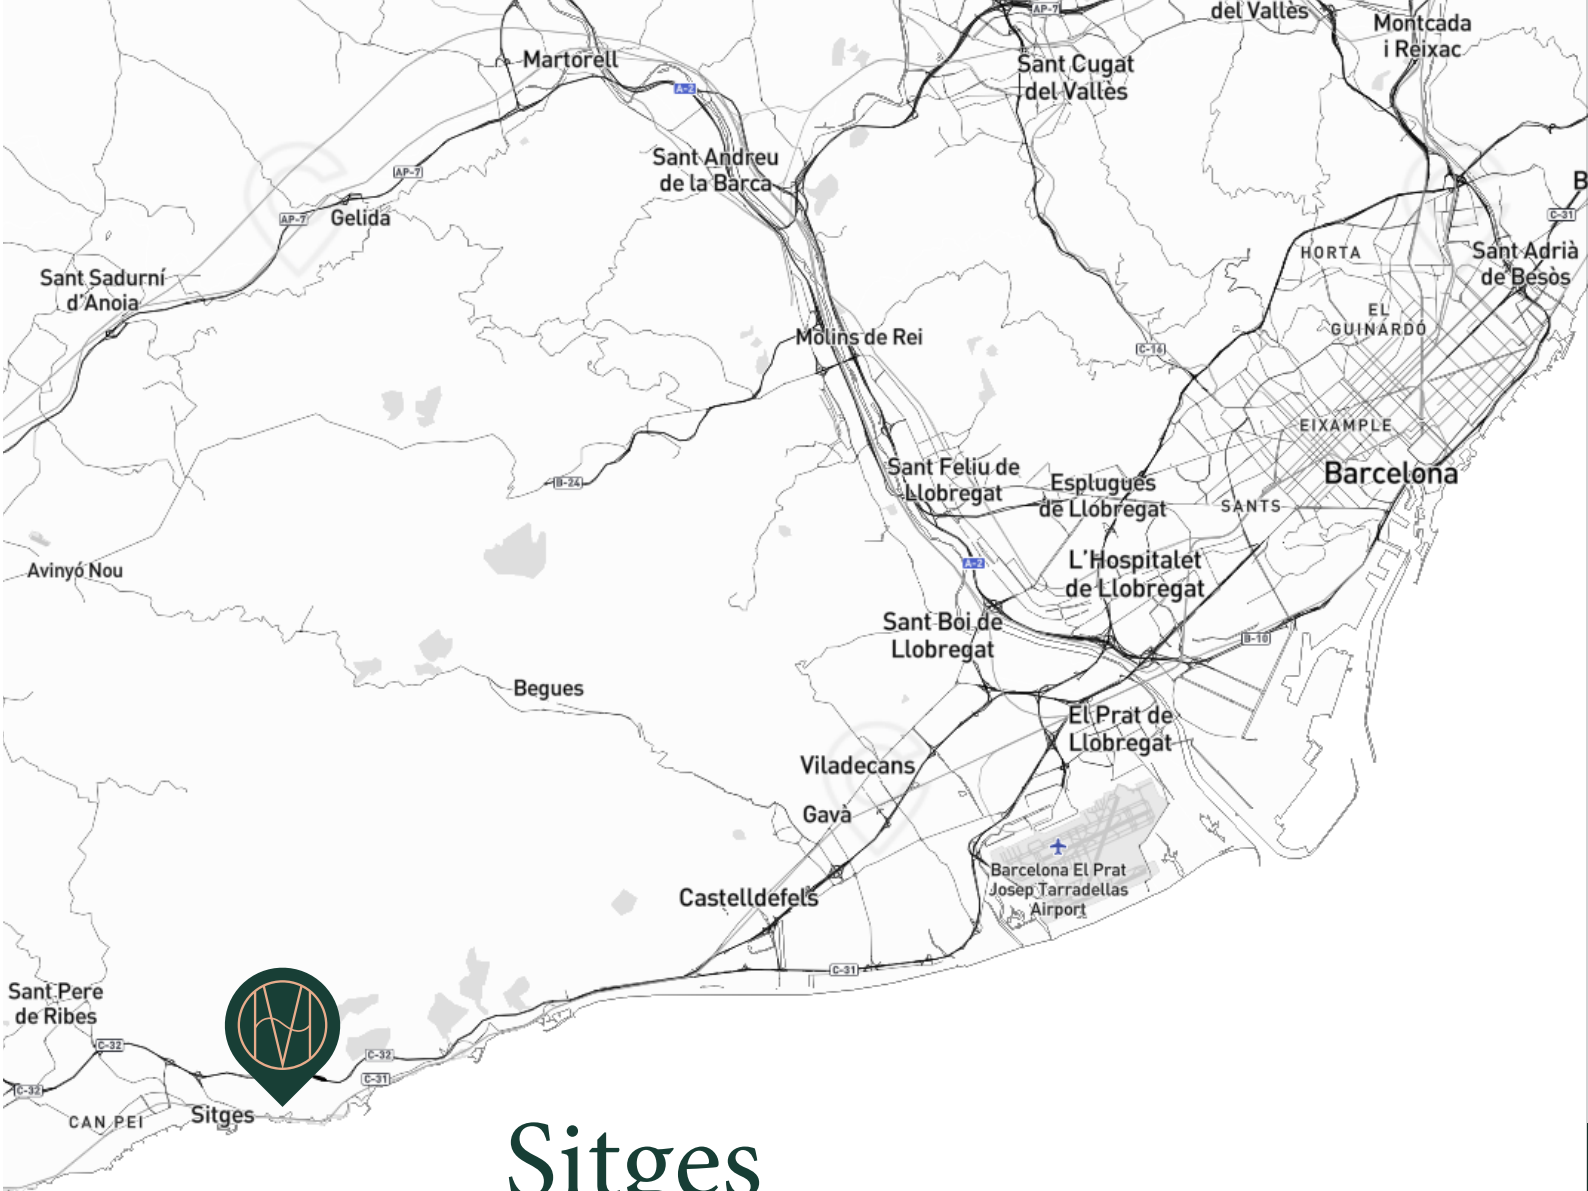 del Vallès
Montcada
i Reixac
AP-7
Martorell
Sant Cugat
del Vallès
A-2
Sant Andreu
de la Barca
AP-7
B
C-31
AP-7
Gelida
HORTA
Sant Adrià
de Besòs
Sant Sadurní
d'Anoia
EL
GUINARDÓ
Molins de Rei
C-16
EIXAMPLE
Barcelona
Sant Feliu de
Llobregat
Esplugues
de Llobregat
B-24
SANTS
Avinyó Nou
A-2
L'Hospitalet
de Llobregat
Sant Boi de
Llobregat
B-10
Begues
El Prat de
Llobregat
Viladecans
Gavà
Barcelona El Prat
Josep Tarradellas
Airport
Castelldefels
C-31
Sant Pere
de Ribes
C-32
C-32
C-31
C-32
CAN PEI
Sitges
Sitges